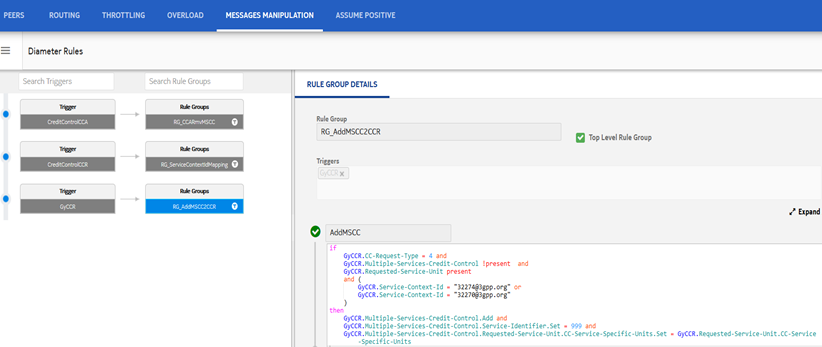 PEERS ROUTING THROTTLING OVERLOAD MESSAGES MANIPULATION ASSUME POSITIVE
Diameter Rules
Search Triggers Search Rule Groups
RULE GROUP DETAILS
Trigger Rule Groups
CreditControlCCA RG_CCARmvMSCC T
Trigger Rule Groups
CreditControlCCR RG_ServiceContextIdMapping T
Trigger Rule Groups
GyCCR RG_AddMSCC2CCR T
Rule Group
RG_AddMSCC2CCR
Top Level Rule Group
Triggers
GyCCR x
Expand
AddMSCC
if
GyCCR.CC-Request-Type = 4 and
GyCCR.Multiple-Services-Credit-Control !present and
GyCCR.Requested-Service-Unit present
and (
GyCCR.Service-Context-Id = "32274@3gpp.org" or
GyCCR.Service-Context-Id = "32270@3gpp.org"
)
then
GyCCR.Multiple-Services-Credit-Control.Add and
GyCCR.Multiple-Services-Credit-Control.Service-Identifier.Set = 999 and
GyCCR.Multiple-Services-Credit-Control.Requested-Service-Unit.CC-Service-Specific-Units.Set = GyCCR.Requested-Service-Unit.CC-Service
-Specific-Units